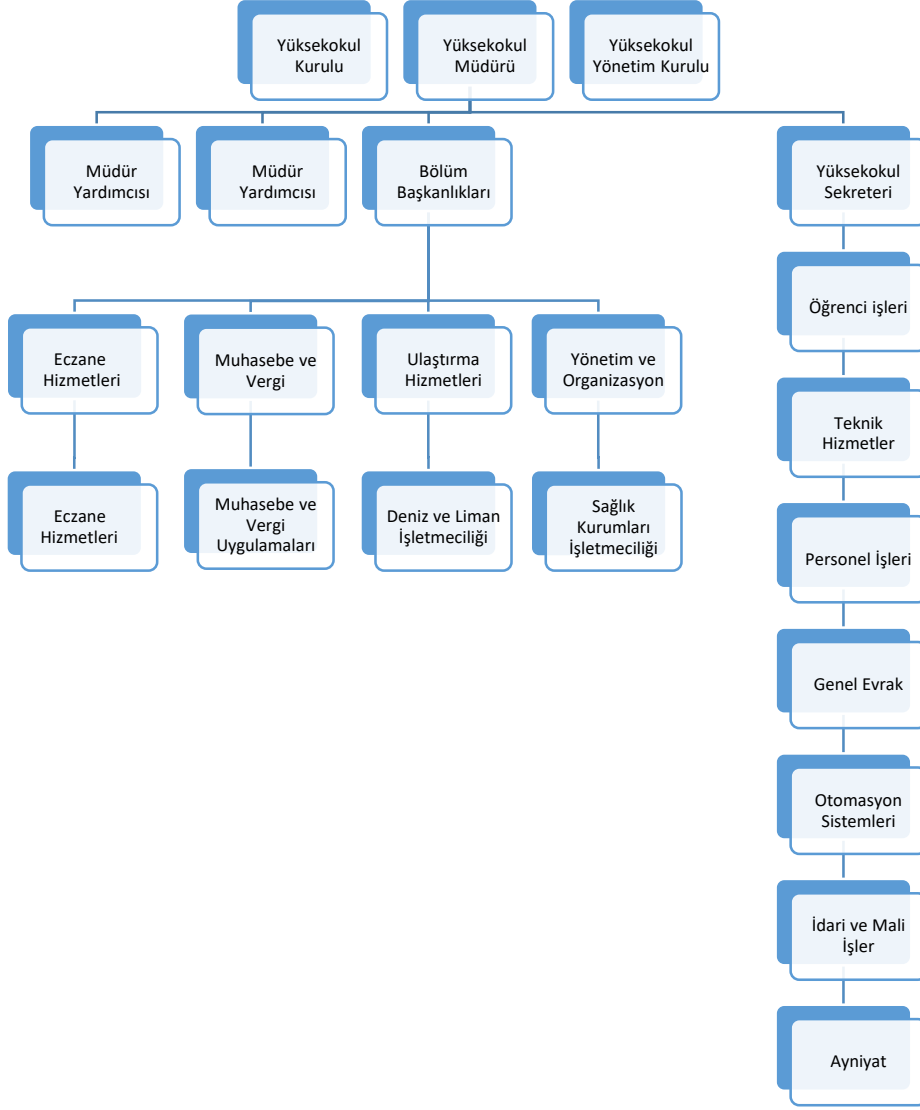 Yüksekokul
Kurulu
Yüksekokul
Müdürü
Yüksekokul
Yönetim Kurulu
Müdür
Yardımcısı
Müdür
Yardımcısı
Bölüm
Başkanlıkları
Yüksekokul
Sekreteri
Öğrenci işleri
Eczane
Hizmetleri
Muhasebe ve
Vergi
Ulaştırma
Hizmetleri
Yönetim ve
Organizasyon
Teknik
Hizmetler
Eczane
Hizmetleri
Muhasebe ve
Vergi
Uygulamaları
Deniz ve Liman
İşletmeciliği
Sağlık
Kurumları
İşletmeciliği
Personel İşleri
Genel Evrak
Otomasyon
Sistemleri
İdari ve Mali
İşler
Ayniyat